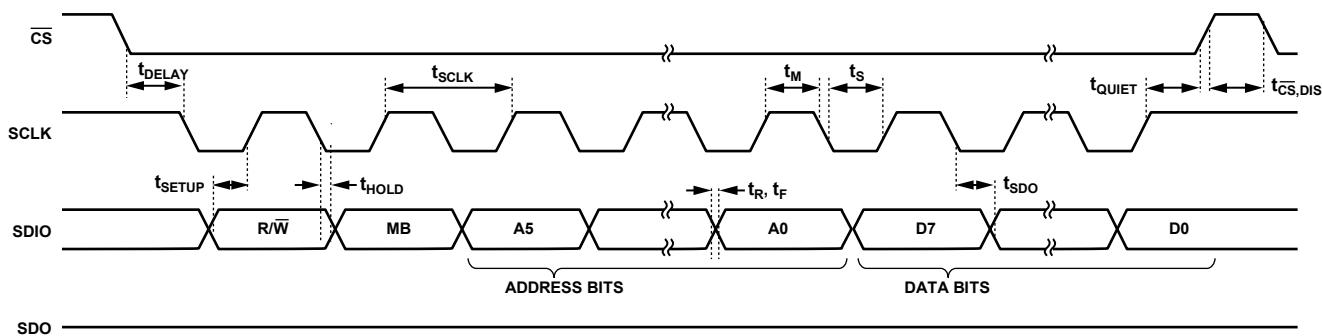 CS
tDELAY
tSCLK
tM
tS
tQUIET
tCS,DIS
SCLK
tSETUP
tHOLD
tR, tF
tSDO
SDIO
R/W
MB
A5
A0
D7
D0
ADDRESS BITS
DATA BITS
SDO